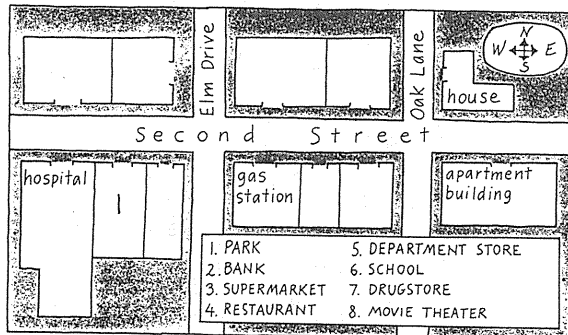 Elm Drive
Oak Lane
N
W E
S
house
Second Street
hospital
gas
station
apartment
building
1. PARK
2. BANK
3. SUPERMARKET
4. RESTAURANT
5. DEPARTMENT STORE
6. SCHOOL
7. DRUGSTORE
8. MOVIE THEATER